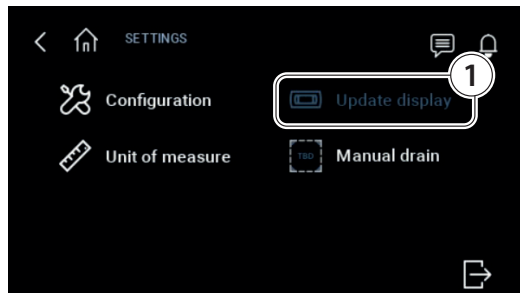 SETTINGS
1
Configuration
Update display
Unit of measure
TBD
Manual drain